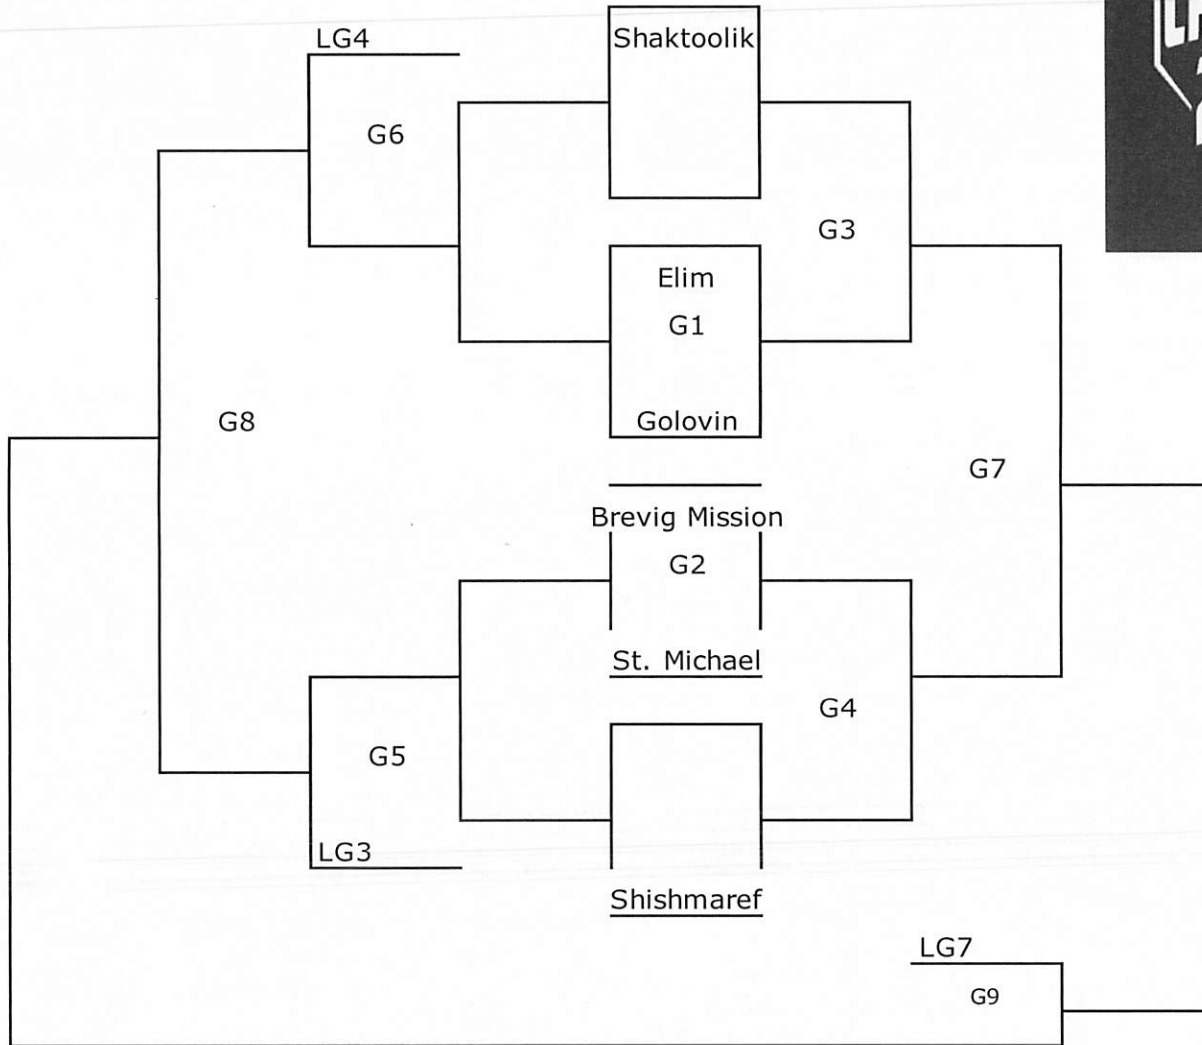 LG4
Shaktoolik
G6
G3
Elim
G1
G8
Golovin
G7
Brevig Mission
G2
St. Michael
G4
G5
LG3
Shishmaref
LG7
G9